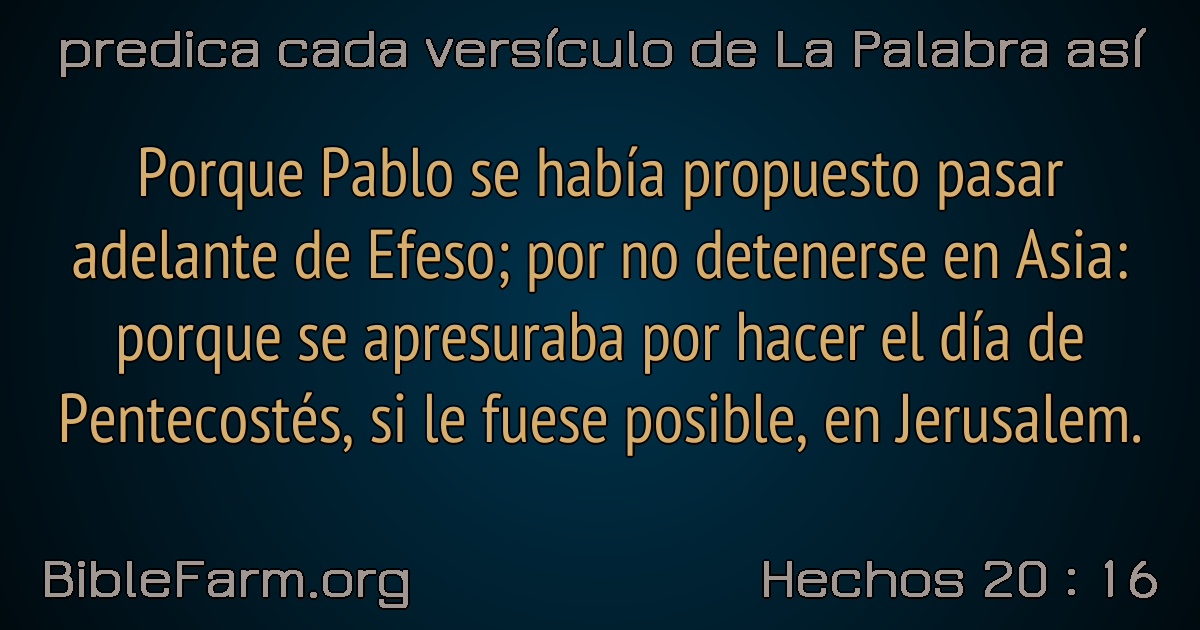 predica cada versículo de La Palabra así
Porque Pablo se había propuesto pasar
adelante de Efeso; por no detenerse en Asia:
porque se apresuraba por hacer el día de
Pentecostés, si le fuese posible, en Jerusalem.
BibleFarm.org
Hechos 20 : 16